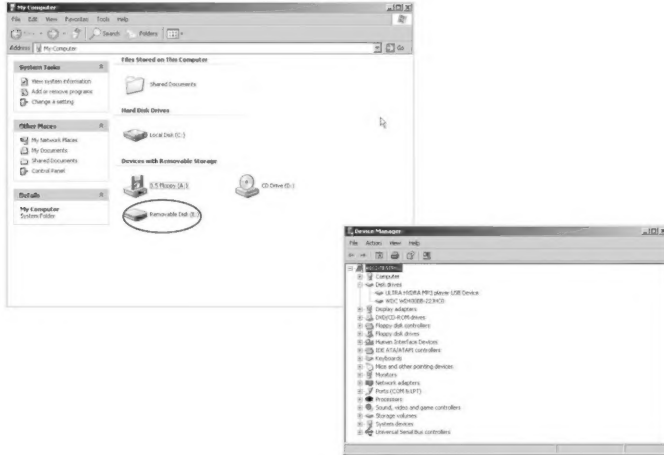 My Computer
File Edit View Favorites Tools Help
Back Search Folders
Address My Computer Go
System Tasks
View system information
Add or remove programs
Change a setting
Other Places
My Network Places
My Documents
Shared Documents
Control Panel
Details
My Computer
System Folder
Files Stored on This Computer
Shared Documents
Hard Disk Drives
Local Disk (C:)
Devices with Removable Storage
3.5 Floppy (A:)
CD Drive (D:)
Removable Disk (E:)
Device Manager
File Action View Help
Computer
Disk drives
ULTRA HYDRA MP3 player USB Device
WDC
Display adapters
DVD/CD-ROM drives
Floppy disk controllers
Floppy disk drives
Human Interface Devices
IDE ATA/ATAPI controllers
Keyboards
Mice and other pointing devices
Monitors
Network adapters
Ports (COM & LPT)
Processors
Sound, video and game controllers
Storage volumes
System devices
Universal Serial Bus controllers